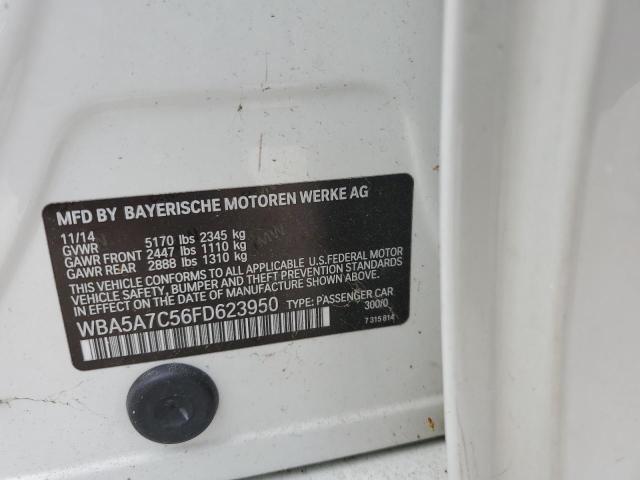 MFD BY BAYERISCHE MOTOREN WERKE AG
11/14
GVWR 5170 lbs 2345 kg
GAWR FRONT 2447 lbs 1110 kg
GAWR REAR 2888 lbs 1310 kg
THIS VEHICLE CONFORMS TO ALL APPLICABLE U.S.FEDERAL MOTOR
VEHICLE SAFETY, BUMPER AND THEFT PREVENTION STANDARDS
IN EFFECT ON THE DATE OF MANUFACTURE SHOWN ABOVE.
WBA5A7C56FD623950 TYPE: PASSENGER CAR
300/0
7 315 814